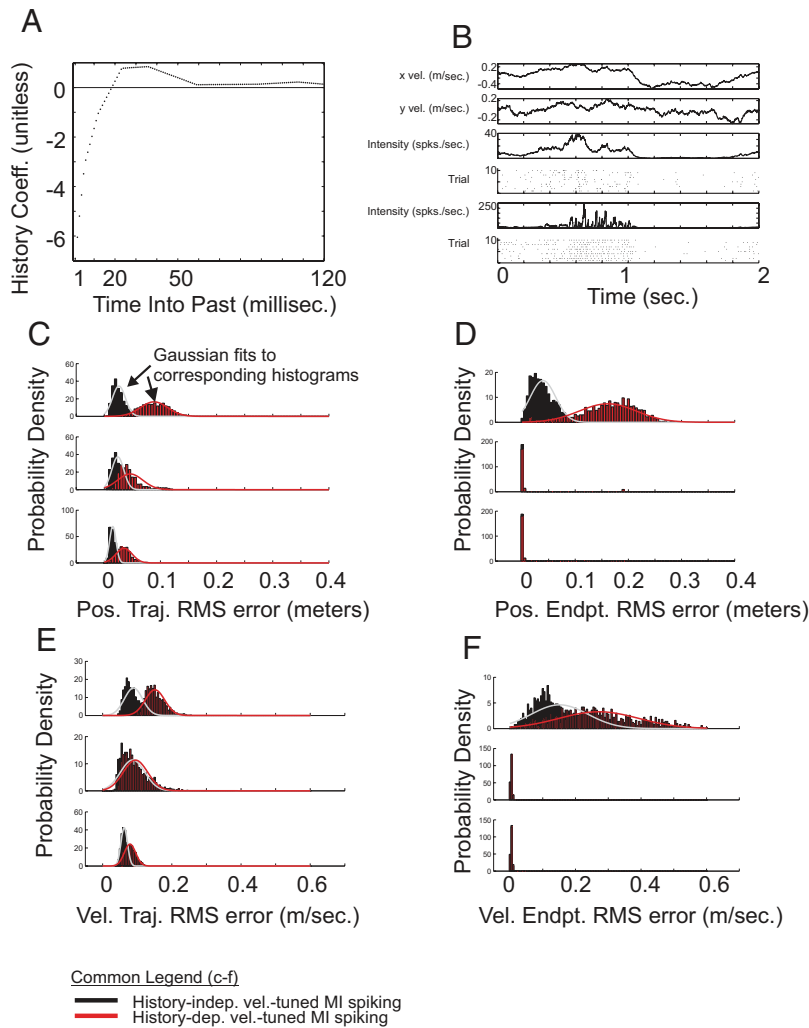 A
History Coeff. (unitless)
0
-2
-4
-6
1 20 50 120
Time Into Past (millisec.)
B
x vel. (m/sec.)
0.2
-0.4
y vel. (m/sec.)
0.2
-0.2
Intensity (spks./sec.)
40
Trial
10
Intensity (spks./sec.)
250
Trial
10
0 1 2
Time (sec.)
C
Gaussian fits to
corresponding histograms
Probability Density
60
40
20
0
60
40
20
0
100
50
0
0 0.1 0.2 0.3 0.4
Pos. Traj. RMS error (meters)
D
Probability Density
20
10
0
200
100
0
200
100
0
0 0.1 0.2 0.3 0.4
Pos. Endpt. RMS error (meters)
E
Probability Density
30
20
10
0
20
10
0
60
40
20
0
0 0.2 0.4 0.6
Vel. Traj. RMS error (m/sec.)
F
Probability Density
10
5
0
150
100
50
0
150
100
50
0
0 0.2 0.4 0.6
Vel. Endpt. RMS error (m/sec.)
Common Legend (c-f)
History-indep. vel.-tuned MI spiking
History-dep. vel.-tuned MI spiking